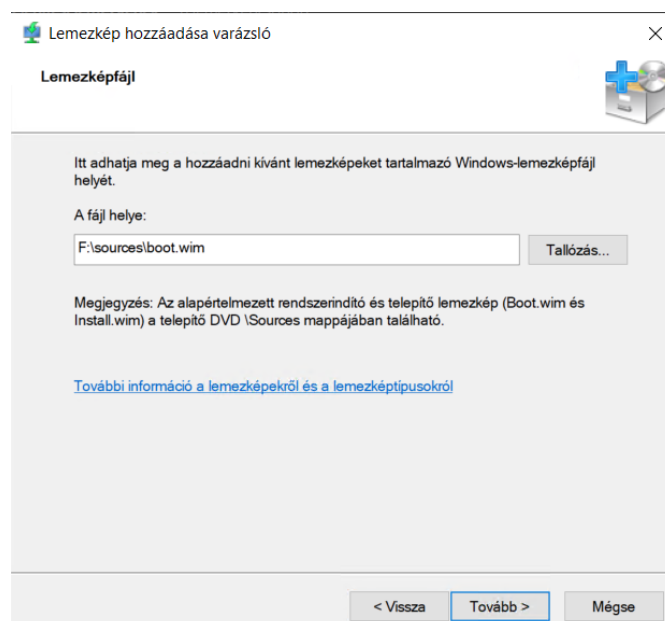 Lemezkép hozzáadása varázsló
Lemezképfájl
Itt adhatja meg a hozzáadni kívánt lemezképeket tartalmazó Windows-lemezképfájl
helyét.
A fájl helye:
F:\sources\boot.wim
Tallózás...
Megjegyzés: Az alapértelmezett rendszerindító és telepítő lemezkép (Boot.wim és
Install.wim) a telepítő DVD \Sources mappájában található.
További információ a lemezképekről és a lemezképtípusokról
< Vissza
Tovább >
Mégse